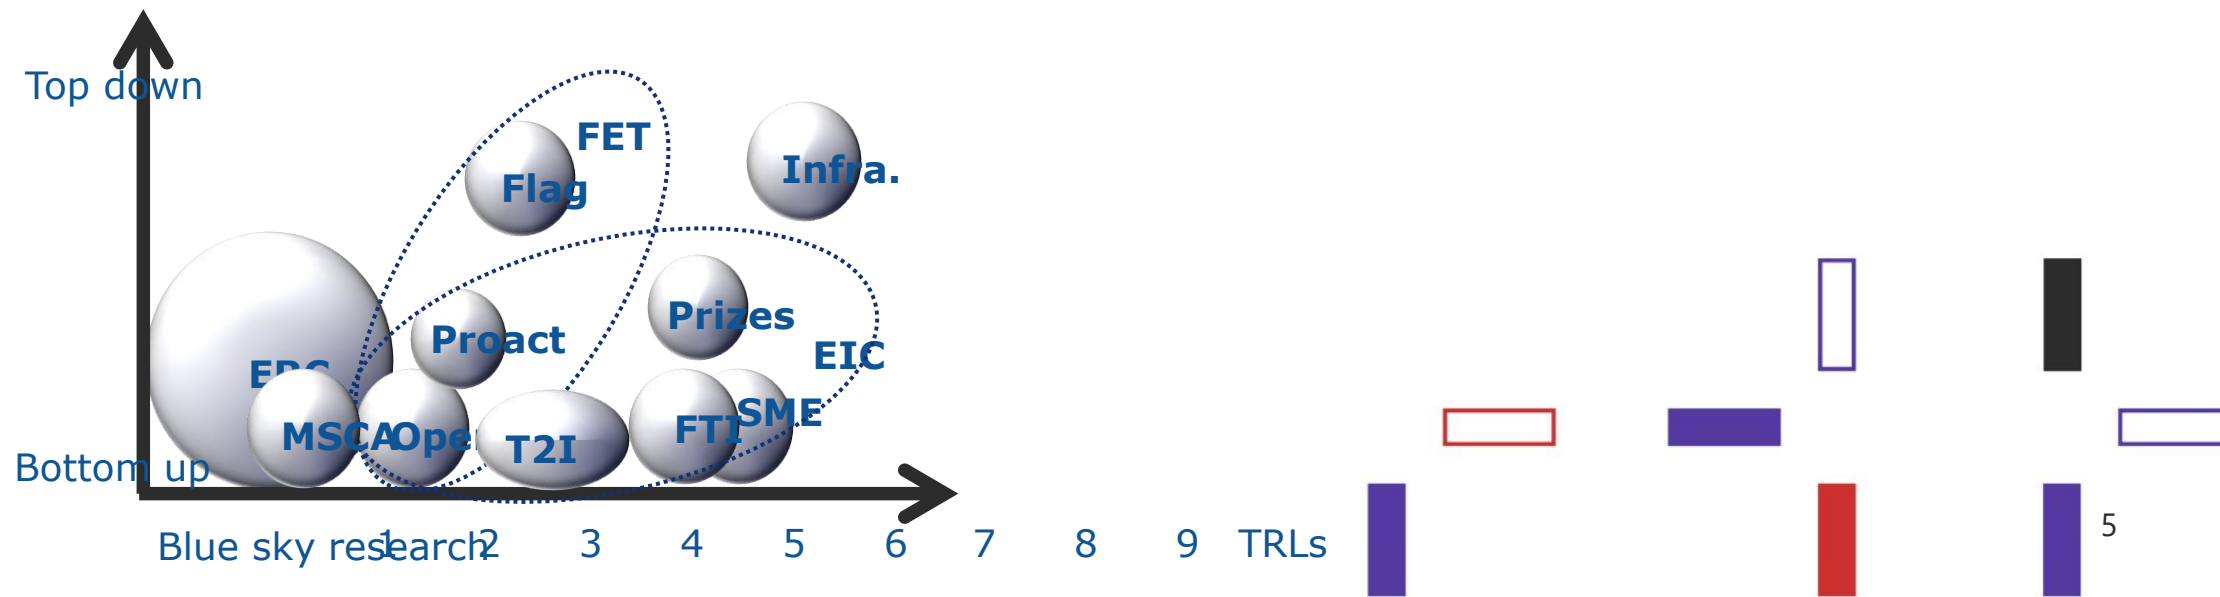 Top down
FET
Flag
Infra.
Prizes
Proact
EIC
ERC
SME
MSCA
FTI
T2I
Bottom up
Blue sky research
1 2 3 4 5 6 7 8 9 TRLs
5